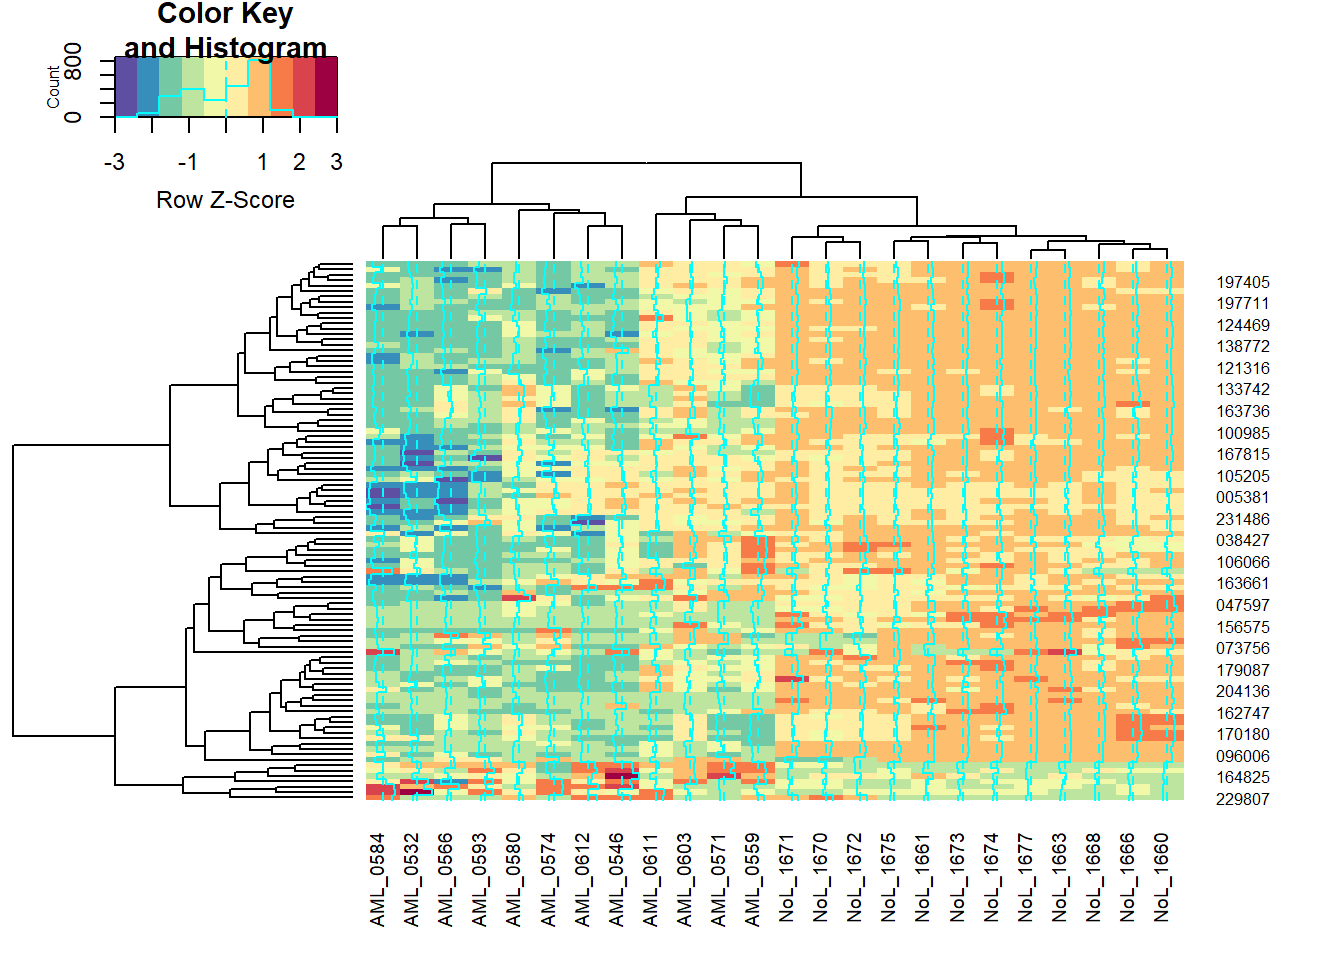 Color Key
and Histogram
Count
0
800
-3
-1
1
2
3
Row Z-Score
197405
197711
124469
138772
121316
133742
163736
100985
167815
105205
005381
231486
038427
106066
163661
047597
156575
073756
179087
204136
162747
170180
096006
164825
229807
AML_0584
AML_0532
AML_0566
AML_0593
AML_0580
AML_0574
AML_0612
AML_0546
AML_0611
AML_0603
AML_0571
AML_0559
NoL_1671
NoL_1670
NoL_1672
NoL_1675
NoL_1661
NoL_1673
NoL_1674
NoL_1677
NoL_1663
NoL_1668
NoL_1666
NoL_1660